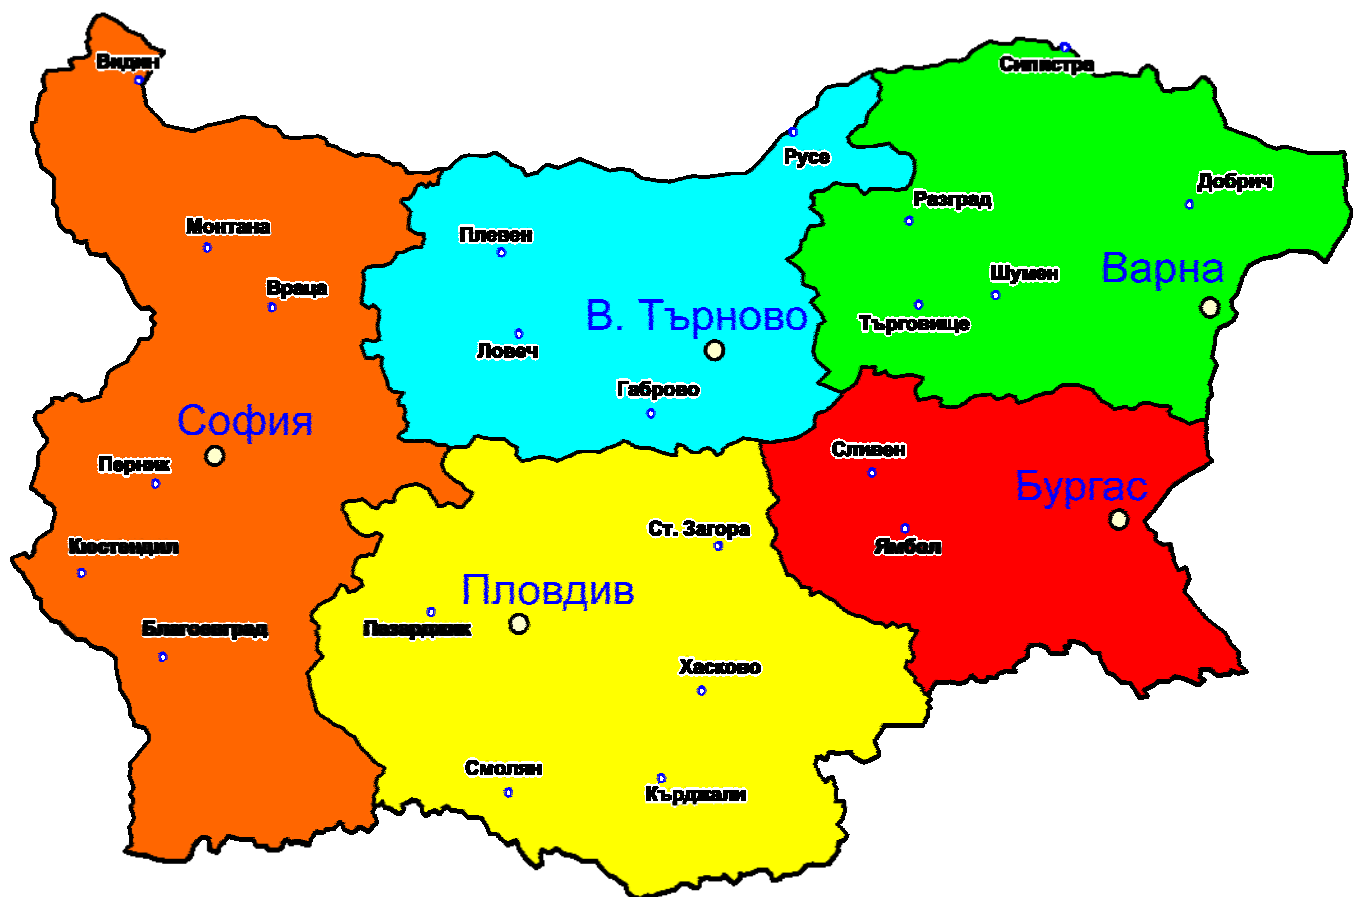 Видин
Силистра
Русе
Добрич
Разград
Монтана
Плевен
Варна
Шумен
Враца
В. Търново
Търговище
Ловеч
Габрово
София
Сливен
Перник
Бургас
Ст. Загора
Кюстендил
Ямбол
Пловдив
Пазарджик
Благоевград
Хасково
Смолян
Кърджали